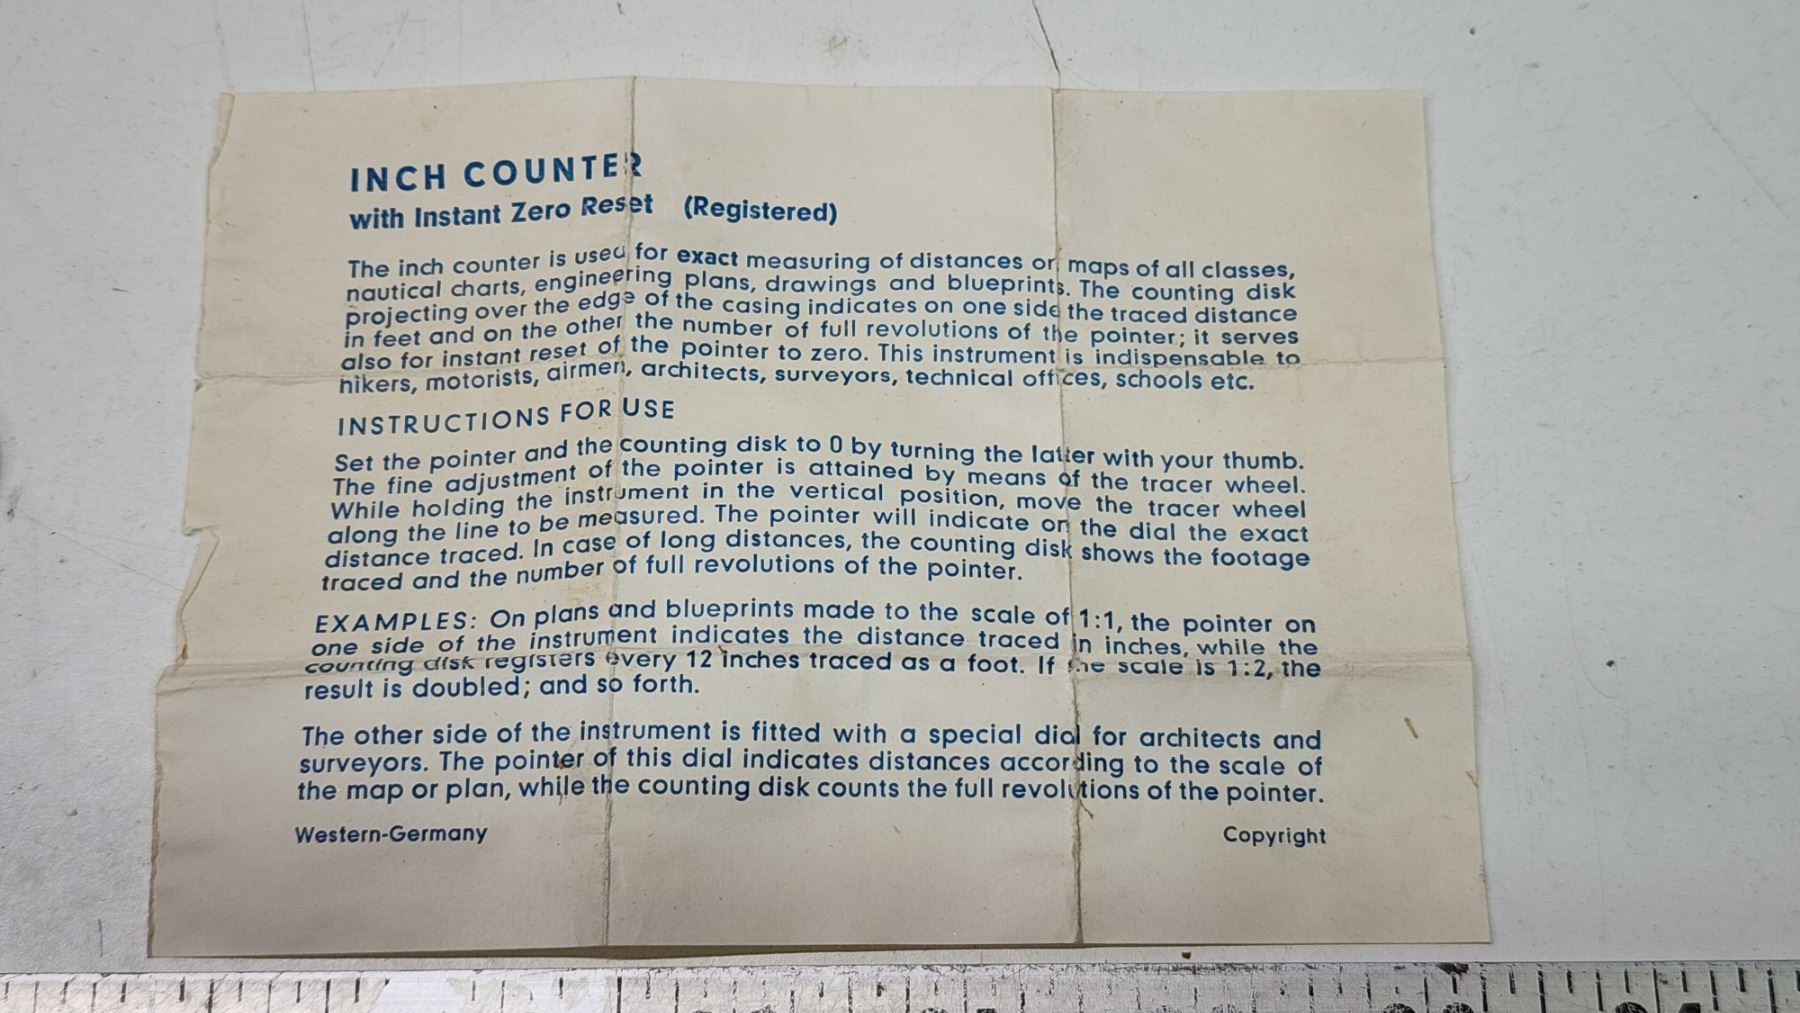 INCH COUNTER
with Instant Zero Reset (Registered)
The inch counter is used for exact measuring of distances on maps of all classes,
nautical charts, engineering plans, drawings and blueprints. The counting disk
projecting over the edge of the casing indicates on one side the traced distance
in feet and on the other the number of full revolutions of the pointer; it serves
also for instant reset of the pointer to zero. This instrument is indispensable to
hikers, motorists, airmen, architects, surveyors, technical offices, schools etc.
INSTRUCTIONS FOR USE
Set the pointer and the counting disk to 0 by turning the latter with your thumb.
The fine adjustment of the pointer is attained by means of the tracer wheel.
While holding the instrument in the vertical position, move the tracer wheel
along the line to be measured. The pointer will indicate on the dial the exact
distance traced. In case of long distances, the counting disk shows the footage
traced and the number of full revolutions of the pointer.
EXAMPLES: On plans and blueprints made to the scale of 1:1, the pointer on
one side of the instrument indicates the distance traced in inches, while the
counting disk registers every 12 inches traced as a foot. If the scale is 1:2, the
result is doubled; and so forth.
The other side of the instrument is fitted with a special dial for architects and
surveyors. The pointer of this dial indicates distances according to the scale of
the map or plan, while the counting disk counts the full revolutions of the pointer.
Western-Germany Copyright